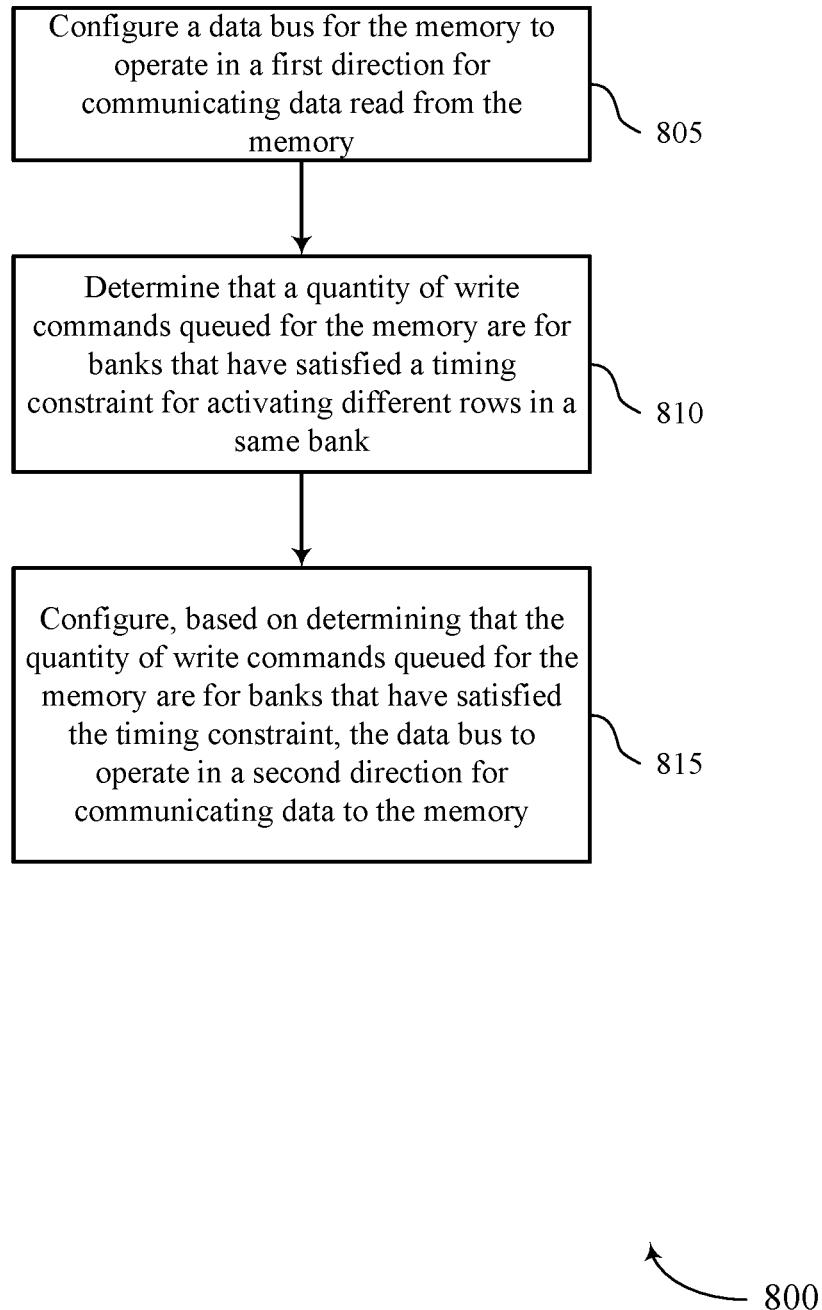 Configure a data bus for the memory to
operate in a first direction for
communicating data read from the
memory
805
Determine that a quantity of write
commands queued for the memory are for
banks that have satisfied a timing
constraint for activating different rows in a
same bank
810
Configure, based on determining that the
quantity of write commands queued for the
memory are for banks that have satisfied
the timing constraint, the data bus to
operate in a second direction for
communicating data to the memory
815
800